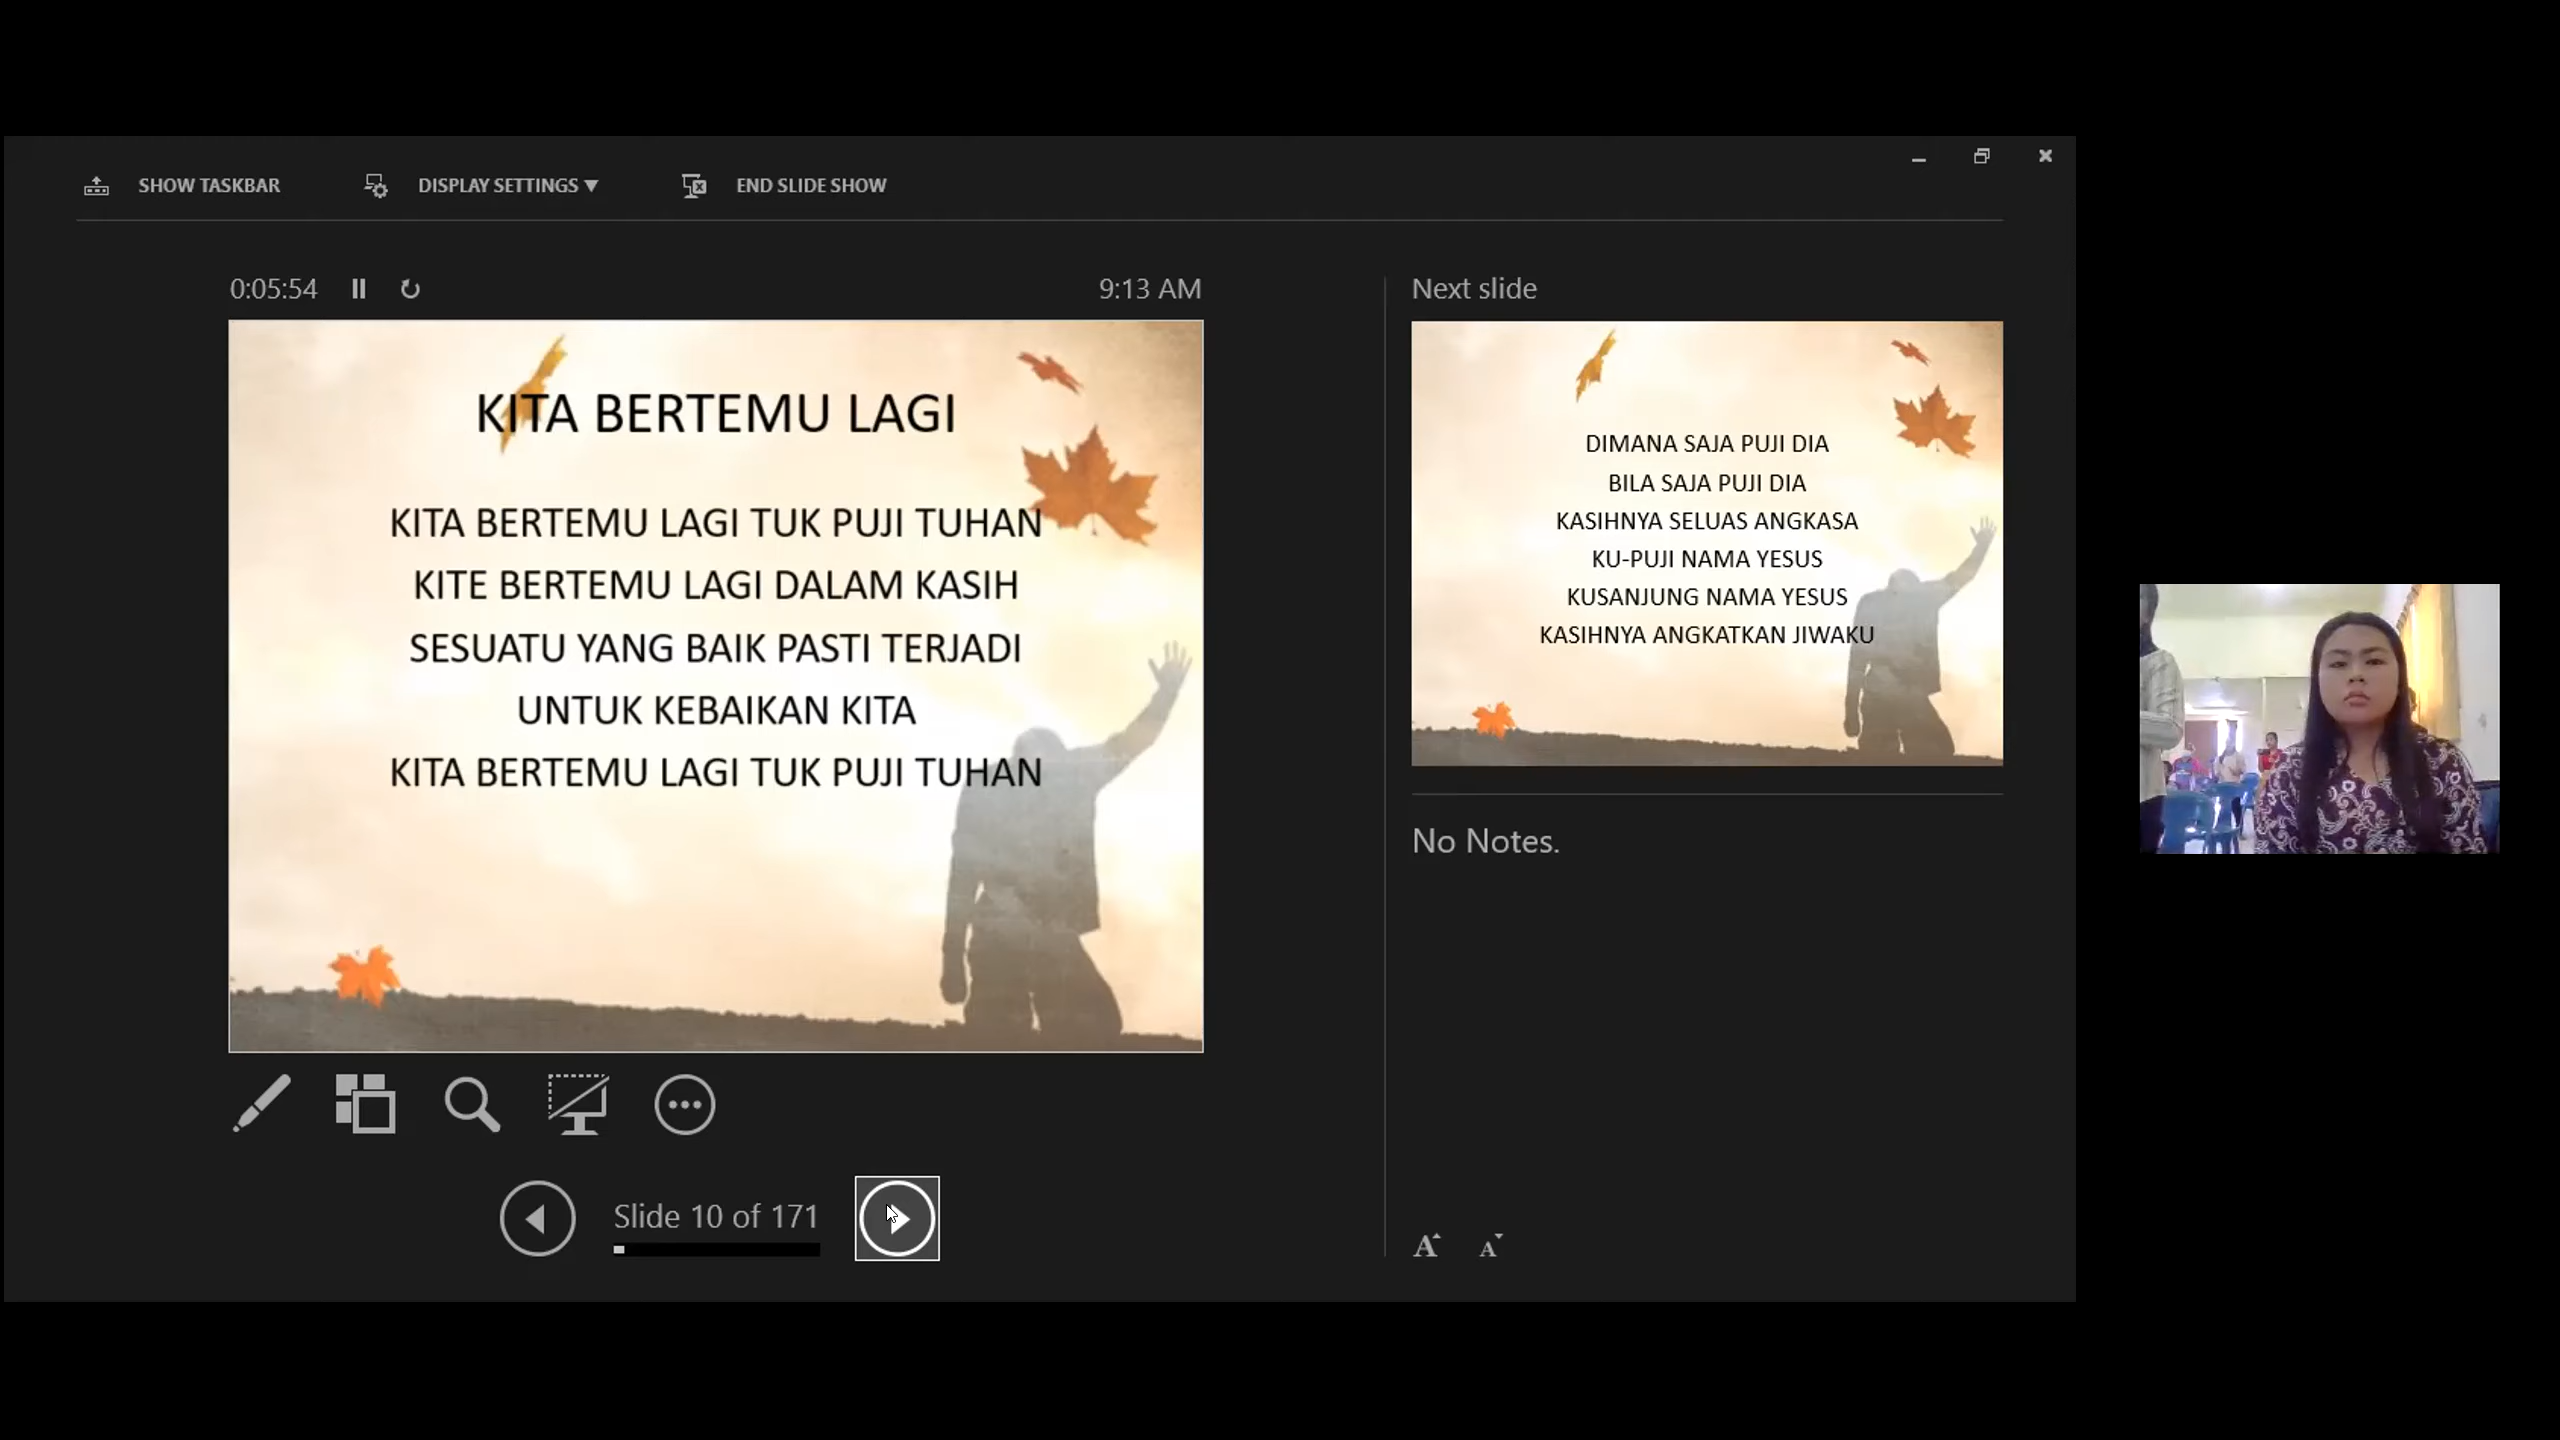 SHOW TASKBAR
DISPLAY SETTINGS ▼
END SLIDE SHOW
0:05:54
9:13 AM
KITA BERTEMU LAGI
KITA BERTEMU LAGI TUK PUJI TUHAN
KITE BERTEMU LAGI DALAM KASIH
SESUATU YANG BAIK PASTI TERJADI
UNTUK KEBAIKAN KITA
KITA BERTEMU LAGI TUK PUJI TUHAN
Slide 10 of 171
Next slide
DIMANA SAJA PUJI DIA
BILA SAJA PUJI DIA
KASIHNYA SELUAS ANGKASA
KU-PUJI NAMA YESUS
KUSANJUNG NAMA YESUS
KASIHNYA ANGKATKAN JIWAKU
No Notes.
A A